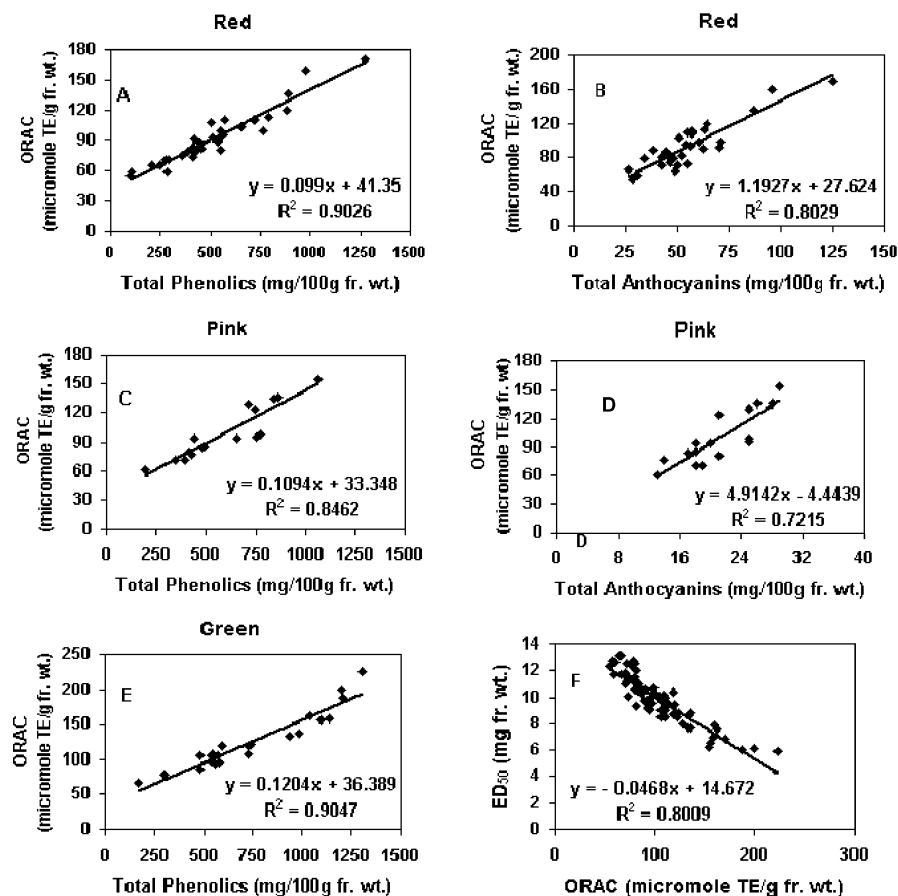 Red
ORAC
(micromole TE/g fr. wt.)
180
150
120
90
60
30
0
A
y = 0.099x + 41.35
R² = 0.9026
0 250 500 750 1000 1250 1500
Total Phenolics (mg/100g fr. wt.)
Red
ORAC
(micromole TE/ g fr. wt.)
200
160
120
80
40
0
B
y = 1.1927x + 27.624
R² = 0.8029
0 25 50 75 100 125 150
Total Anthocyanins (mg/100g fr. wt.)
Pink
ORAC
(micromole TE/g fr. wt.)
180
150
120
90
60
30
0
C
y = 0.1094x + 33.348
R² = 0.8462
0 250 500 750 1000 1250 1500
Total Phenolics (mg/100g fr. wt.)
Pink
ORAC
(micromole TE/g fr. wt.)
180
150
120
90
60
30
0
D
y = 4.9142x - 4.4439
R² = 0.7215
D
0 8 16 24 32 40
Total Anthocyanins (mg/100g fr. wt.)
Green
ORAC
(micromole TE/g fr. wt.)
250
200
150
100
50
0
E
y = 0.1204x + 36.389
R² = 0.9047
0 250 500 750 1000 1250 1500
Total Phenolics (mg/100g fr. wt.)
ED₅₀ (mg fr. wt.)
14
12
10
8
6
4
2
0
F
y = - 0.0468x + 14.672
R² = 0.8009
0 100 200 300
ORAC (micromole TE/g fr. wt.)